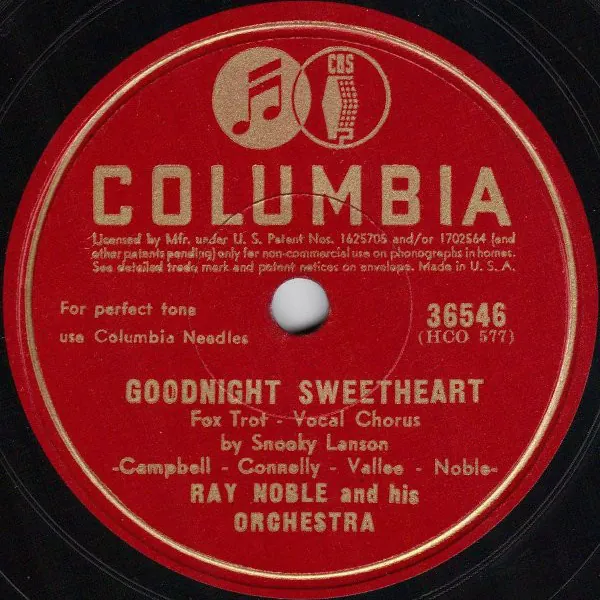 CBS
COLUMBIA
Licensed by Mfr. under U. S. Patent Nos. 1625705 and/or 1702564 (and
other patents pending) only for non-commercial use on phonographs in homes.
See detailed trade mark and patent notices on envelope. Made in U. S. A.
For perfect tone
use Columbia Needles
36546
(HCO 577)
GOODNIGHT SWEETHEART
Fox Trot - Vocal Chorus
by Snooky Lanson
-Campbell - Connelly - Vallee - Noble-
RAY NOBLE and his
ORCHESTRA